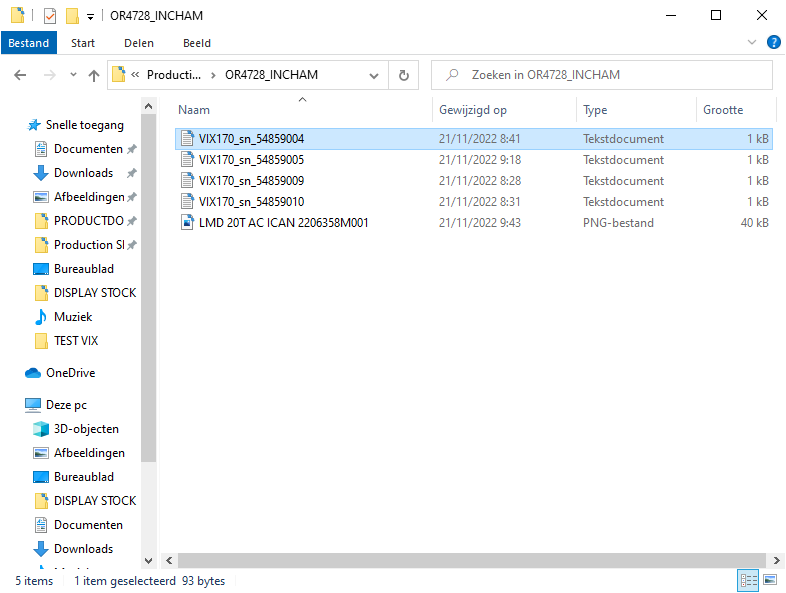 OR4728_INCHAM
Bestand Start Delen Beeld
Producti... OR4728_INCHAM
Zoeken in OR4728_INCHAM
Naam Gewijzigd op Type Grootte
VIX170_sn_54859004 21/11/2022 8:41 Tekstdocument 1 kB
VIX170_sn_54859005 21/11/2022 9:18 Tekstdocument 1 kB
VIX170_sn_54859009 21/11/2022 8:28 Tekstdocument 1 kB
VIX170_sn_54859010 21/11/2022 8:31 Tekstdocument 1 kB
LMD 20T AC ICAN 2206358M001 21/11/2022 9:43 PNG-bestand 40 kB
Snelle toegang
Documenten
Downloads
Afbeeldingen
PRODUCTDO
Production SI
Bureaublad
DISPLAY STOCK
Muziek
TEST VIX
OneDrive
Deze pc
3D-objecten
Afbeeldingen
Bureaublad
DISPLAY STOCK
Documenten
Downloads
5 items 1 item geselecteerd 93 bytes